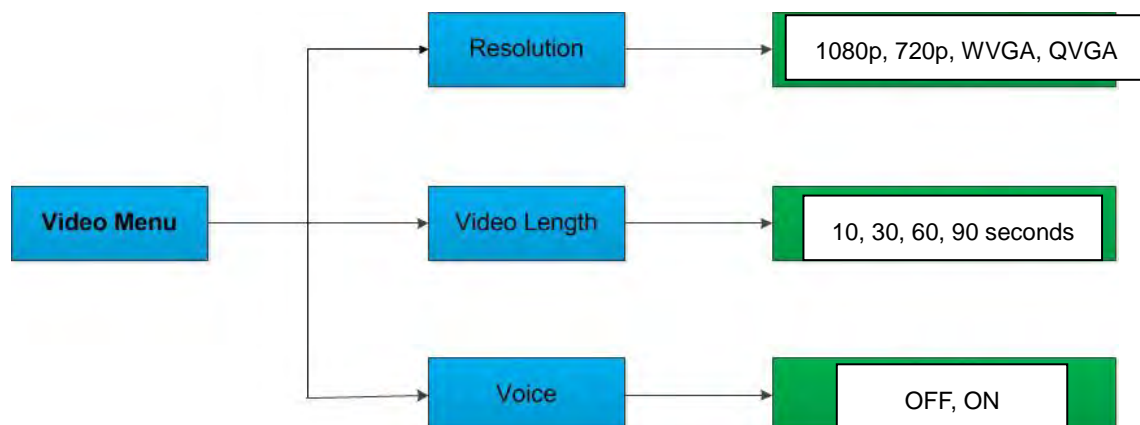 Resolution
1080p, 720p, WVGA, QVGA
Video Menu
Video Length
10, 30, 60, 90 seconds
Voice
OFF, ON